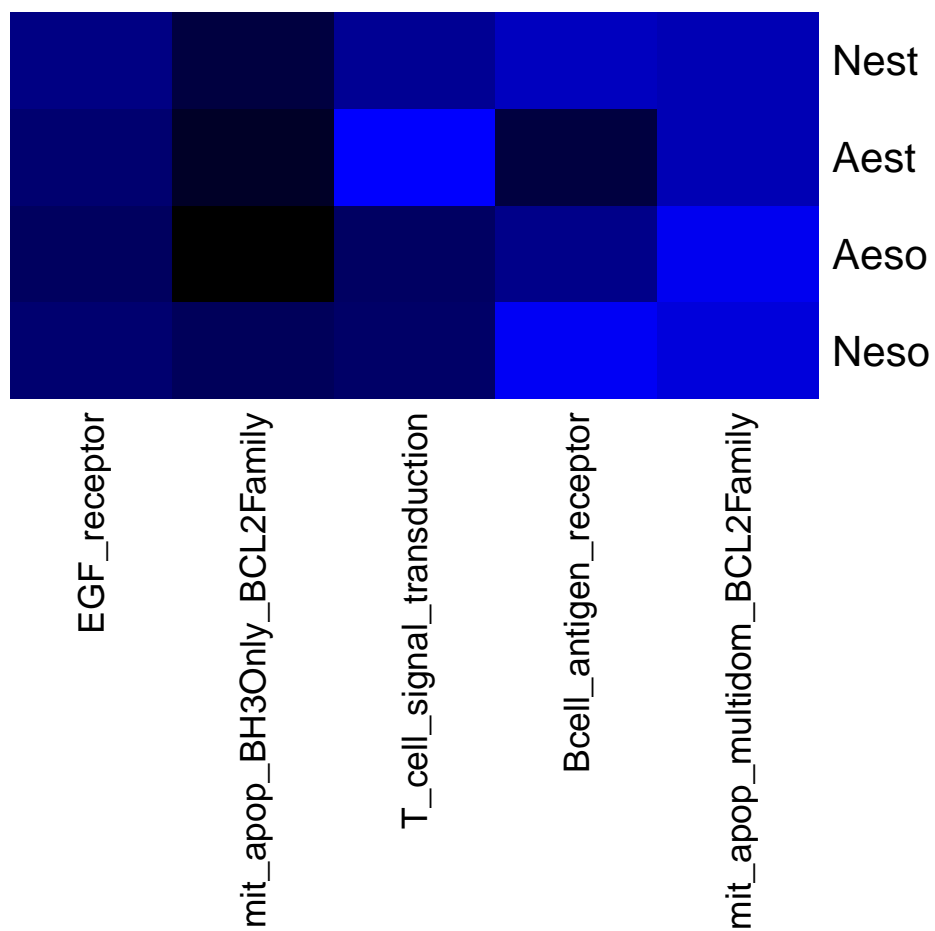 Nest
Aest
Aeso
Neso
EGF_receptor
mit_apop_BH3Only_BCL2Family
T_cell_signal_transduction
Bcell_antigen_receptor
mit_apop_multidom_BCL2Family